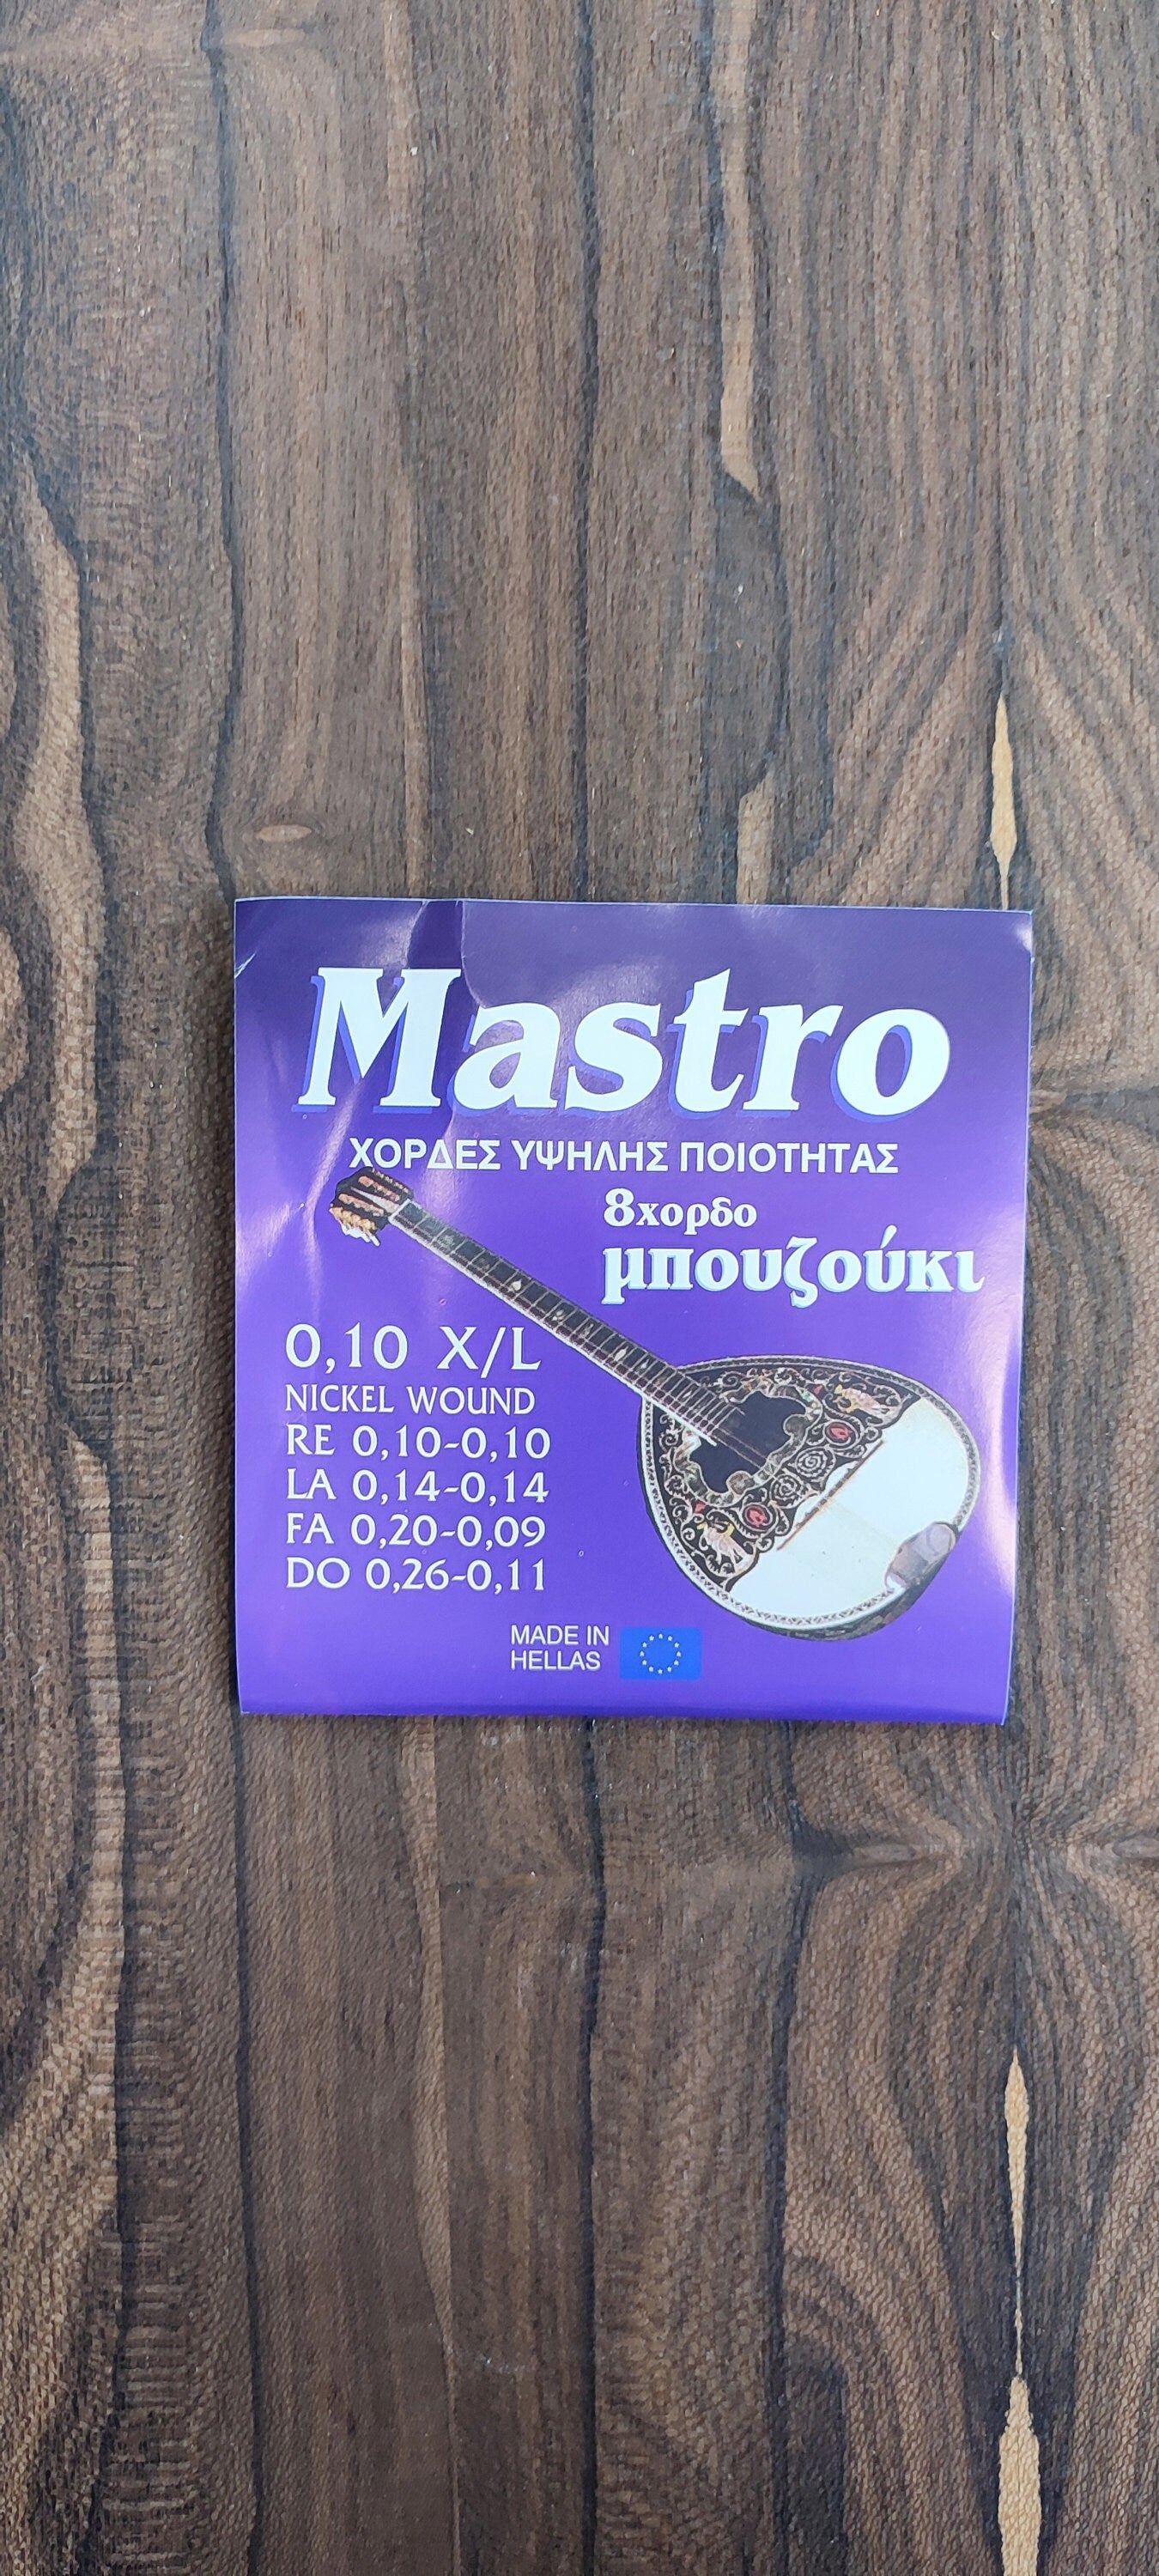 Mastro
ΧΟΡΔΕΣ ΥΨΗΛΗΣ ΠΟΙΟΤΗΤΑΣ
8χορδο
μπουζούκι
0,10 X/L
NICKEL WOUND
RE 0,10-0,10
LA 0,14-0,14
FA 0,20-0,09
DO 0,26-0,11
MADE IN
HELLAS